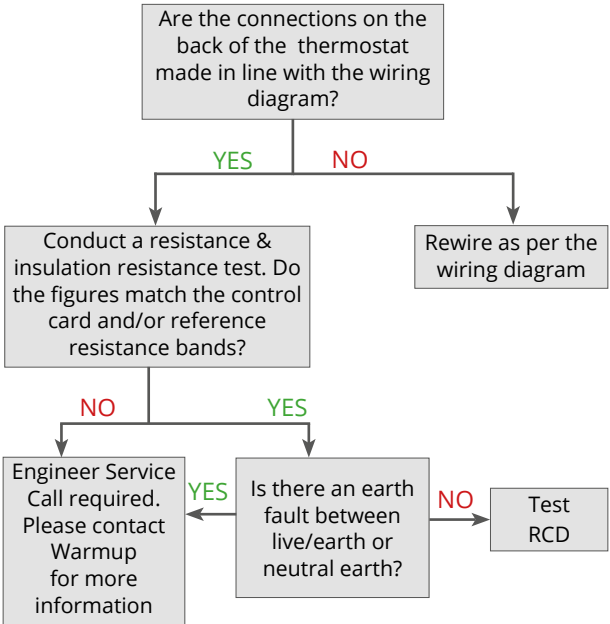 Are the connections on the
back of the thermostat
made in line with the wiring
diagram?
YES
NO
Conduct a resistance &
insulation resistance test. Do
the figures match the control
card and/or reference
resistance bands?
Rewire as per the
wiring diagram
NO
YES
Engineer Service
Call required.
Please contact
Warmup
for more
information
YES
Is there an earth
fault between
live/earth or
neutral earth?
NO
Test
RCD